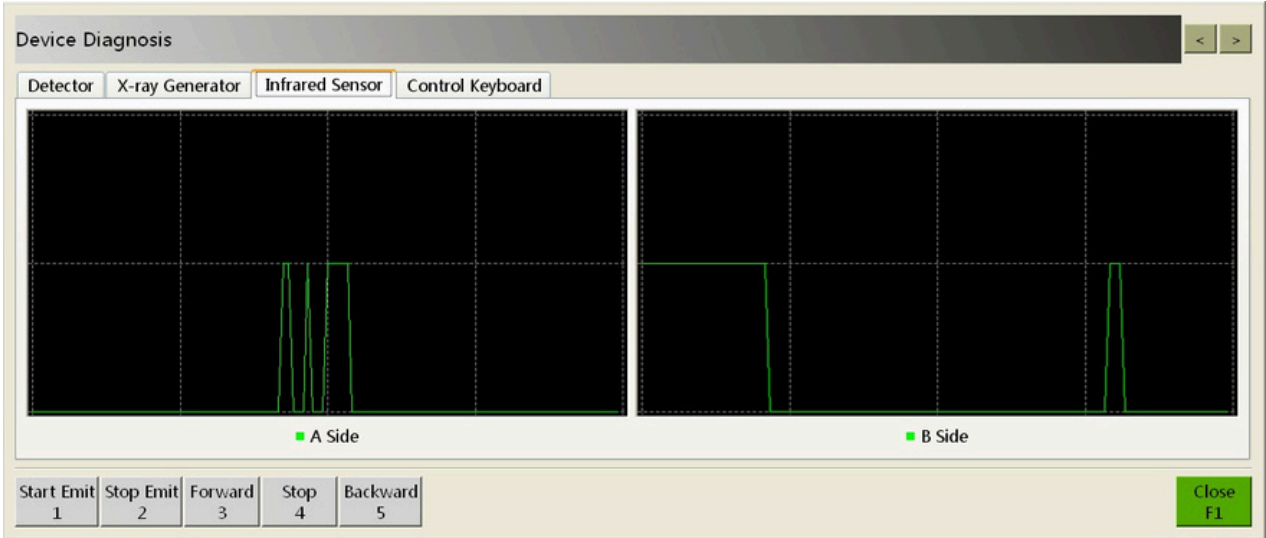 Device Diagnosis
< >
Detector X-ray Generator Infrared Sensor Control Keyboard
A Side B Side
Start Emit Stop Emit Forward Stop Backward Close
1 2 3 4 5 F1